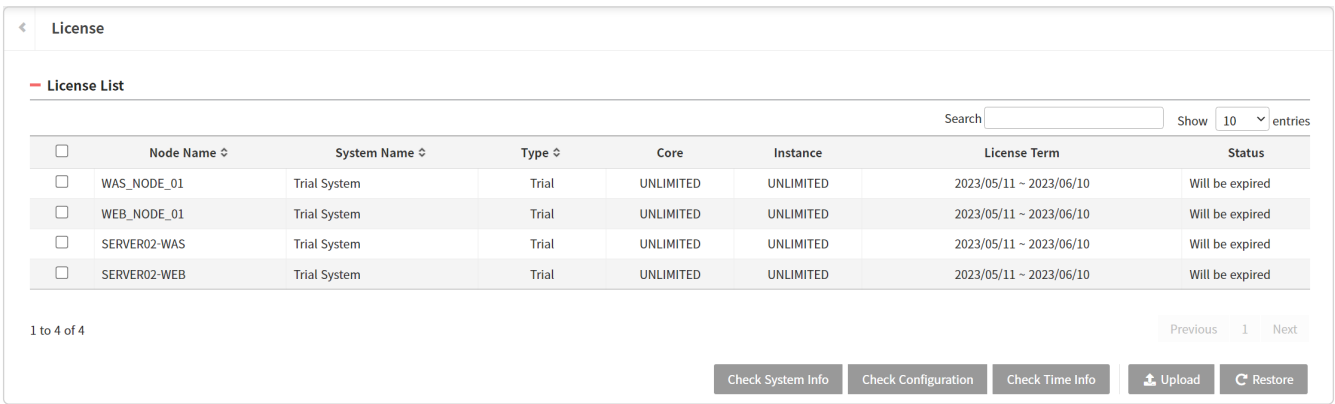 License
License List
Search Show 10 entries
Node Name System Name Type Core Instance License Term Status
WAS_NODE_01 Trial System Trial UNLIMITED UNLIMITED 2023/05/11 ~ 2023/06/10 Will be expired
WEB_NODE_01 Trial System Trial UNLIMITED UNLIMITED 2023/05/11 ~ 2023/06/10 Will be expired
SERVER02-WAS Trial System Trial UNLIMITED UNLIMITED 2023/05/11 ~ 2023/06/10 Will be expired
SERVER02-WEB Trial System Trial UNLIMITED UNLIMITED 2023/05/11 ~ 2023/06/10 Will be expired
1 to 4 of 4 Previous 1 Next
Check System Info Check Configuration Check Time Info Upload Restore